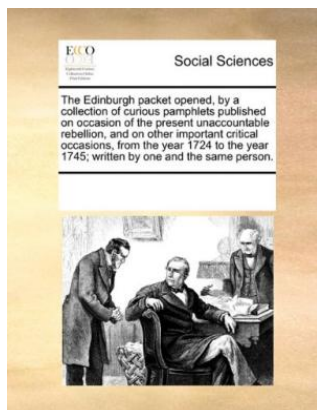 ECCO
Social Sciences
The Edinburgh packet opened, by a
collection of curious pamphlets published
on occasion of the present unaccountable
rebellion, and on other important critical
occasions, from the year 1724 to the year
1745; written by one and the same person.